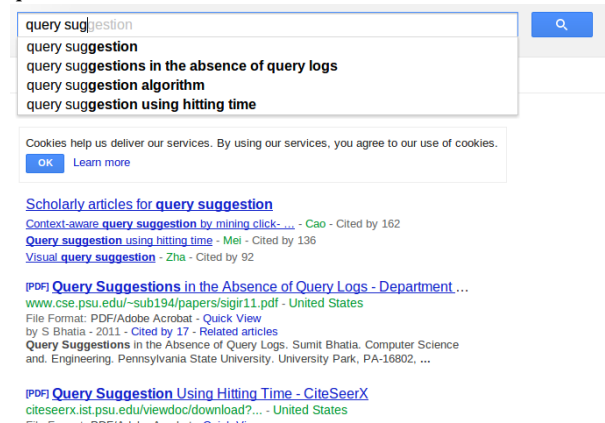 query suggestion
query suggestion
query suggestions in the absence of query logs
query suggestion algorithm
query suggestion using hitting time
Cookies help us deliver our services. By using our services, you agree to our use of cookies.
OK Learn more
Scholarly articles for query suggestion
Context-aware query suggestion by mining click- ... - Cao - Cited by 162
Query suggestion using hitting time - Mei - Cited by 136
Visual query suggestion - Zha - Cited by 92
[PDF] Query Suggestions in the Absence of Query Logs - Department ...
www.cse.psu.edu/~sub194/papers/sigir11.pdf - United States
File Format: PDF/Adobe Acrobat - Quick View
by S Bhatia - 2011 - Cited by 17 - Related articles
Query Suggestions in the Absence of Query Logs. Sumit Bhatia. Computer Science
and. Engineering. Pennsylvania State University. University Park, PA-16802, ...
[PDF] Query Suggestion Using Hitting Time - CiteSeerX
citeseerx.ist.psu.edu/viewdoc/download?... - United States